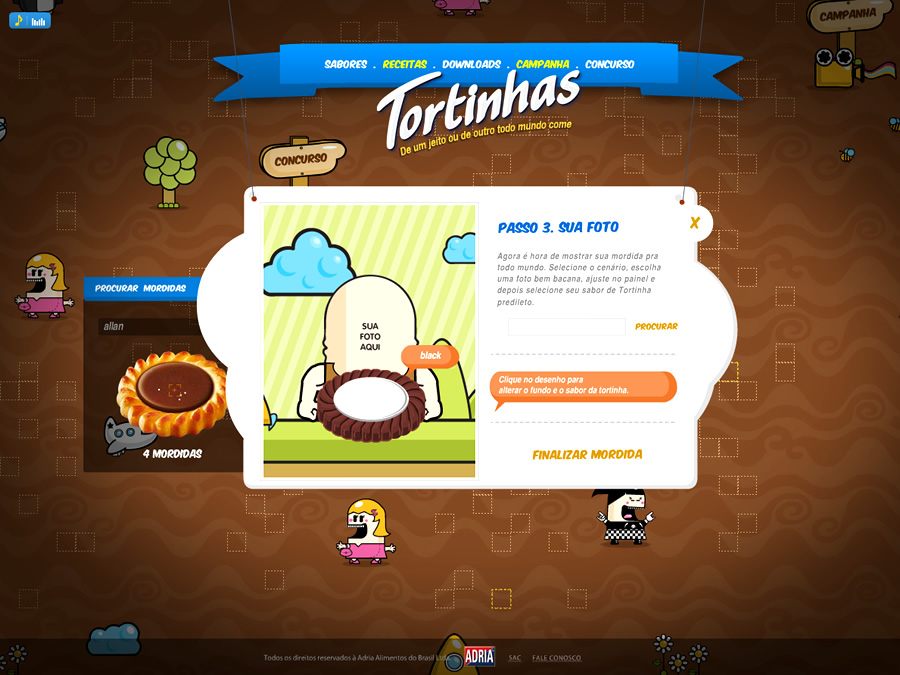 CAMPANHA
SABORES . RECEITAS . DOWNLOADS . CAMPANHA . CONCURSO
Tortinhas
De um jeito ou de outro todo mundo come
CONCURSO
PROCURAR MORDIDAS
allan
4 MORDIDAS
SUA
FOTO
AQUI
black
X
PASSO 3. SUA FOTO
Agora é hora de mostrar sua mordida pra
todo mundo. Selecione o cenário, escolha
uma foto bem bacana, ajuste no painel e
depois selecione seu sabor de Tortinha
predileto.
PROCURAR
Clique no desenho para
alterar o fundo e o sabor da tortinha.
FINALIZAR MORDIDA
Todos os direitos reservados à Adria Alimentos do Brasil Ltda.
ADRIA
SAC
FALE CONOSCO